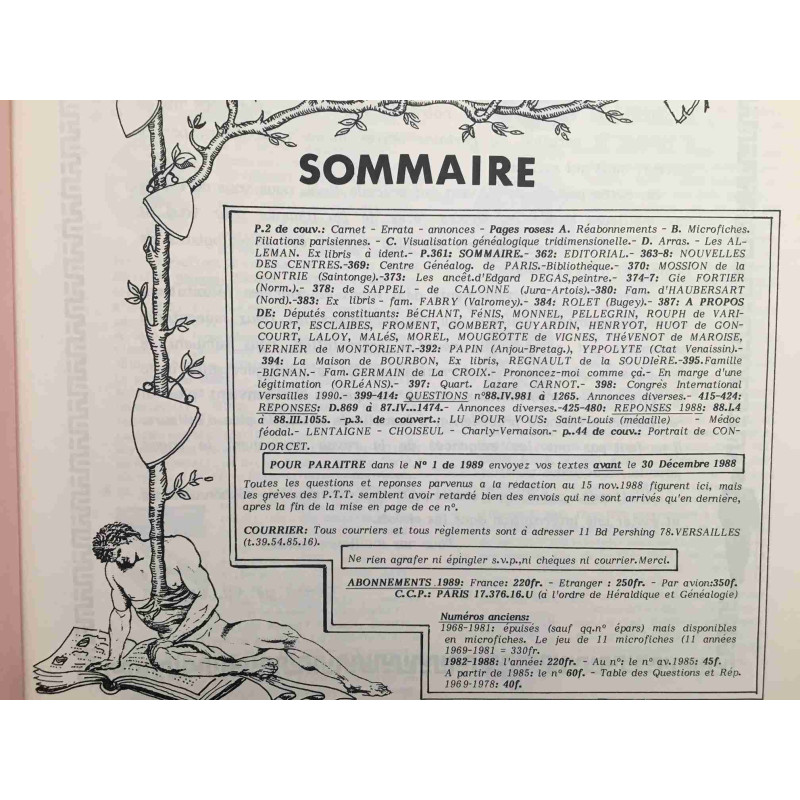 SOMMAIRE
P.2 de couv.: Carnet - Errata - annonces - Pages roses: A. Réabonnements - B. Microfiches.
Filiations parisiennes. - C. Visualisation généalogique tridimensionelle.- D. Arras. - Les AL-
LEMAN. Ex libris à ident.- P.361: SOMMAIRE.- 362: EDITORIAL.- 363-8: NOUVELLES
DES CENTRES.-369: Centre Généalog. de PARIS.-Bibliothèque.- 370: MOSSION de la
GONTRIE (Saintonge).-373: Les ancêt.d'Edgard DEGAS,peintre.- 374-7: Gie FORTIER
(Norm.).- 378: de SAPPEL - de CALONNE (Jura-Artois).-380: Fam. d'HAUBERSART
(Nord).-383: Ex libris - fam. FABRY (Valromey).- 384: ROLET (Bugey).- 387: A PROPOS
DE: Députés constituants: BéCHANT, FéNIS, MONNEL, PELLEGRIN, ROUPH de VARI-
COURT, ESCLAIBES, FROMENT, GOMBERT, GUYARDIN, HENRYOT, HUOT de GON-
COURT, LALOY, MALéS, MOREL, MOUGEOTTE de VIGNES, ThéVENOT de MAROISE,
VERNIER de MONTORIENT.-392: PAPIN (Anjou-Bretag.), YPPOLYTE (Ctat Venaissin).-
394: La Maison de BOURBON, Ex libris, REGNAULT de la SOUDIèRE.-395.Famille
-BIGNAN.- Fam. GERMAIN de La CROIX.- Prononcez-moi comme ça.- En marge d'une
légitimation (ORLéANS).- 397: Quart. Lazare CARNOT.- 398: Congrès International
Versailles 1990.- 399-414: QUESTIONS n°88.IV.981 à 1265. Annonces diverses.- 415-424:
REPONSES: D.869 à 87.IV...1474.- Annonces diverses.-425-480: REPONSES 1988: 88.I.4
à 88.III.1055. -p.3. de couvert.: LU POUR VOUS: Saint-Louis (médaille) - Médoc
féodal.- LENTAIGNE - CHOSEUL - Charly-Vernaison.- p.44 de couv.: Portrait de CON-
DORCET.
POUR PARAITRE dans le N° 1 de 1989 envoyez vos textes avant le 30 Décembre 1988
Toutes les questions et reponses parvenus a la redaction au 15 nov.1988 figurent ici, mais
les grèves des P.T.T. semblent avoir retardé bien des envois qui ne sont arrivés qu'en dernière,
après la fin de la mise en page de ce n°.
COURRIER: Tous courriers et tous règlements sont à adresser 11 Bd Pershing 78.VERSAILLES
(t.39.54.85.16).
Ne rien agrafer ni épingler s.v.p.,ni chèques ni courrier.Merci.
ABONNEMENTS 1989: France: 220fr. - Etranger : 250fr. - Par avion:350f.
C.C.P.: PARIS 17.376.16.U (à l'ordre de Héraldique et Généalogie)
Numéros anciens:
1968-1981: épuisés (sauf qq.n° épars) mais disponibles
en microfiches. Le jeu de 11 microfiches (11 années
1969-1981 = 330fr.
1982-1988: l'année: 220fr. - Au n°: le n° av.1985: 45f.
A partir de 1985: le n° 60f. - Table des Questions et Rép.
1969-1978: 40f.